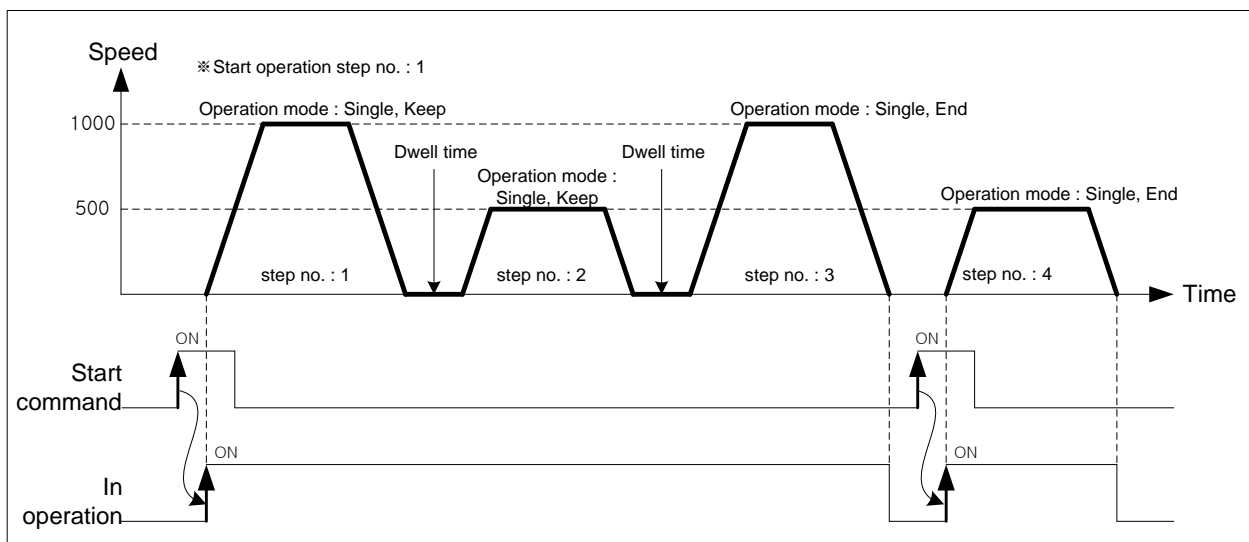 Speed
※Start operation step no. : 1
Operation mode : Single, Keep
Operation mode : Single, End
1000
Dwell time
Dwell time
Operation mode :
Single, Keep
Operation mode : Single, End
500
step no. : 1
step no. : 2
step no. : 3
step no. : 4
Time
ON
ON
Start
command
ON
ON
In
operation